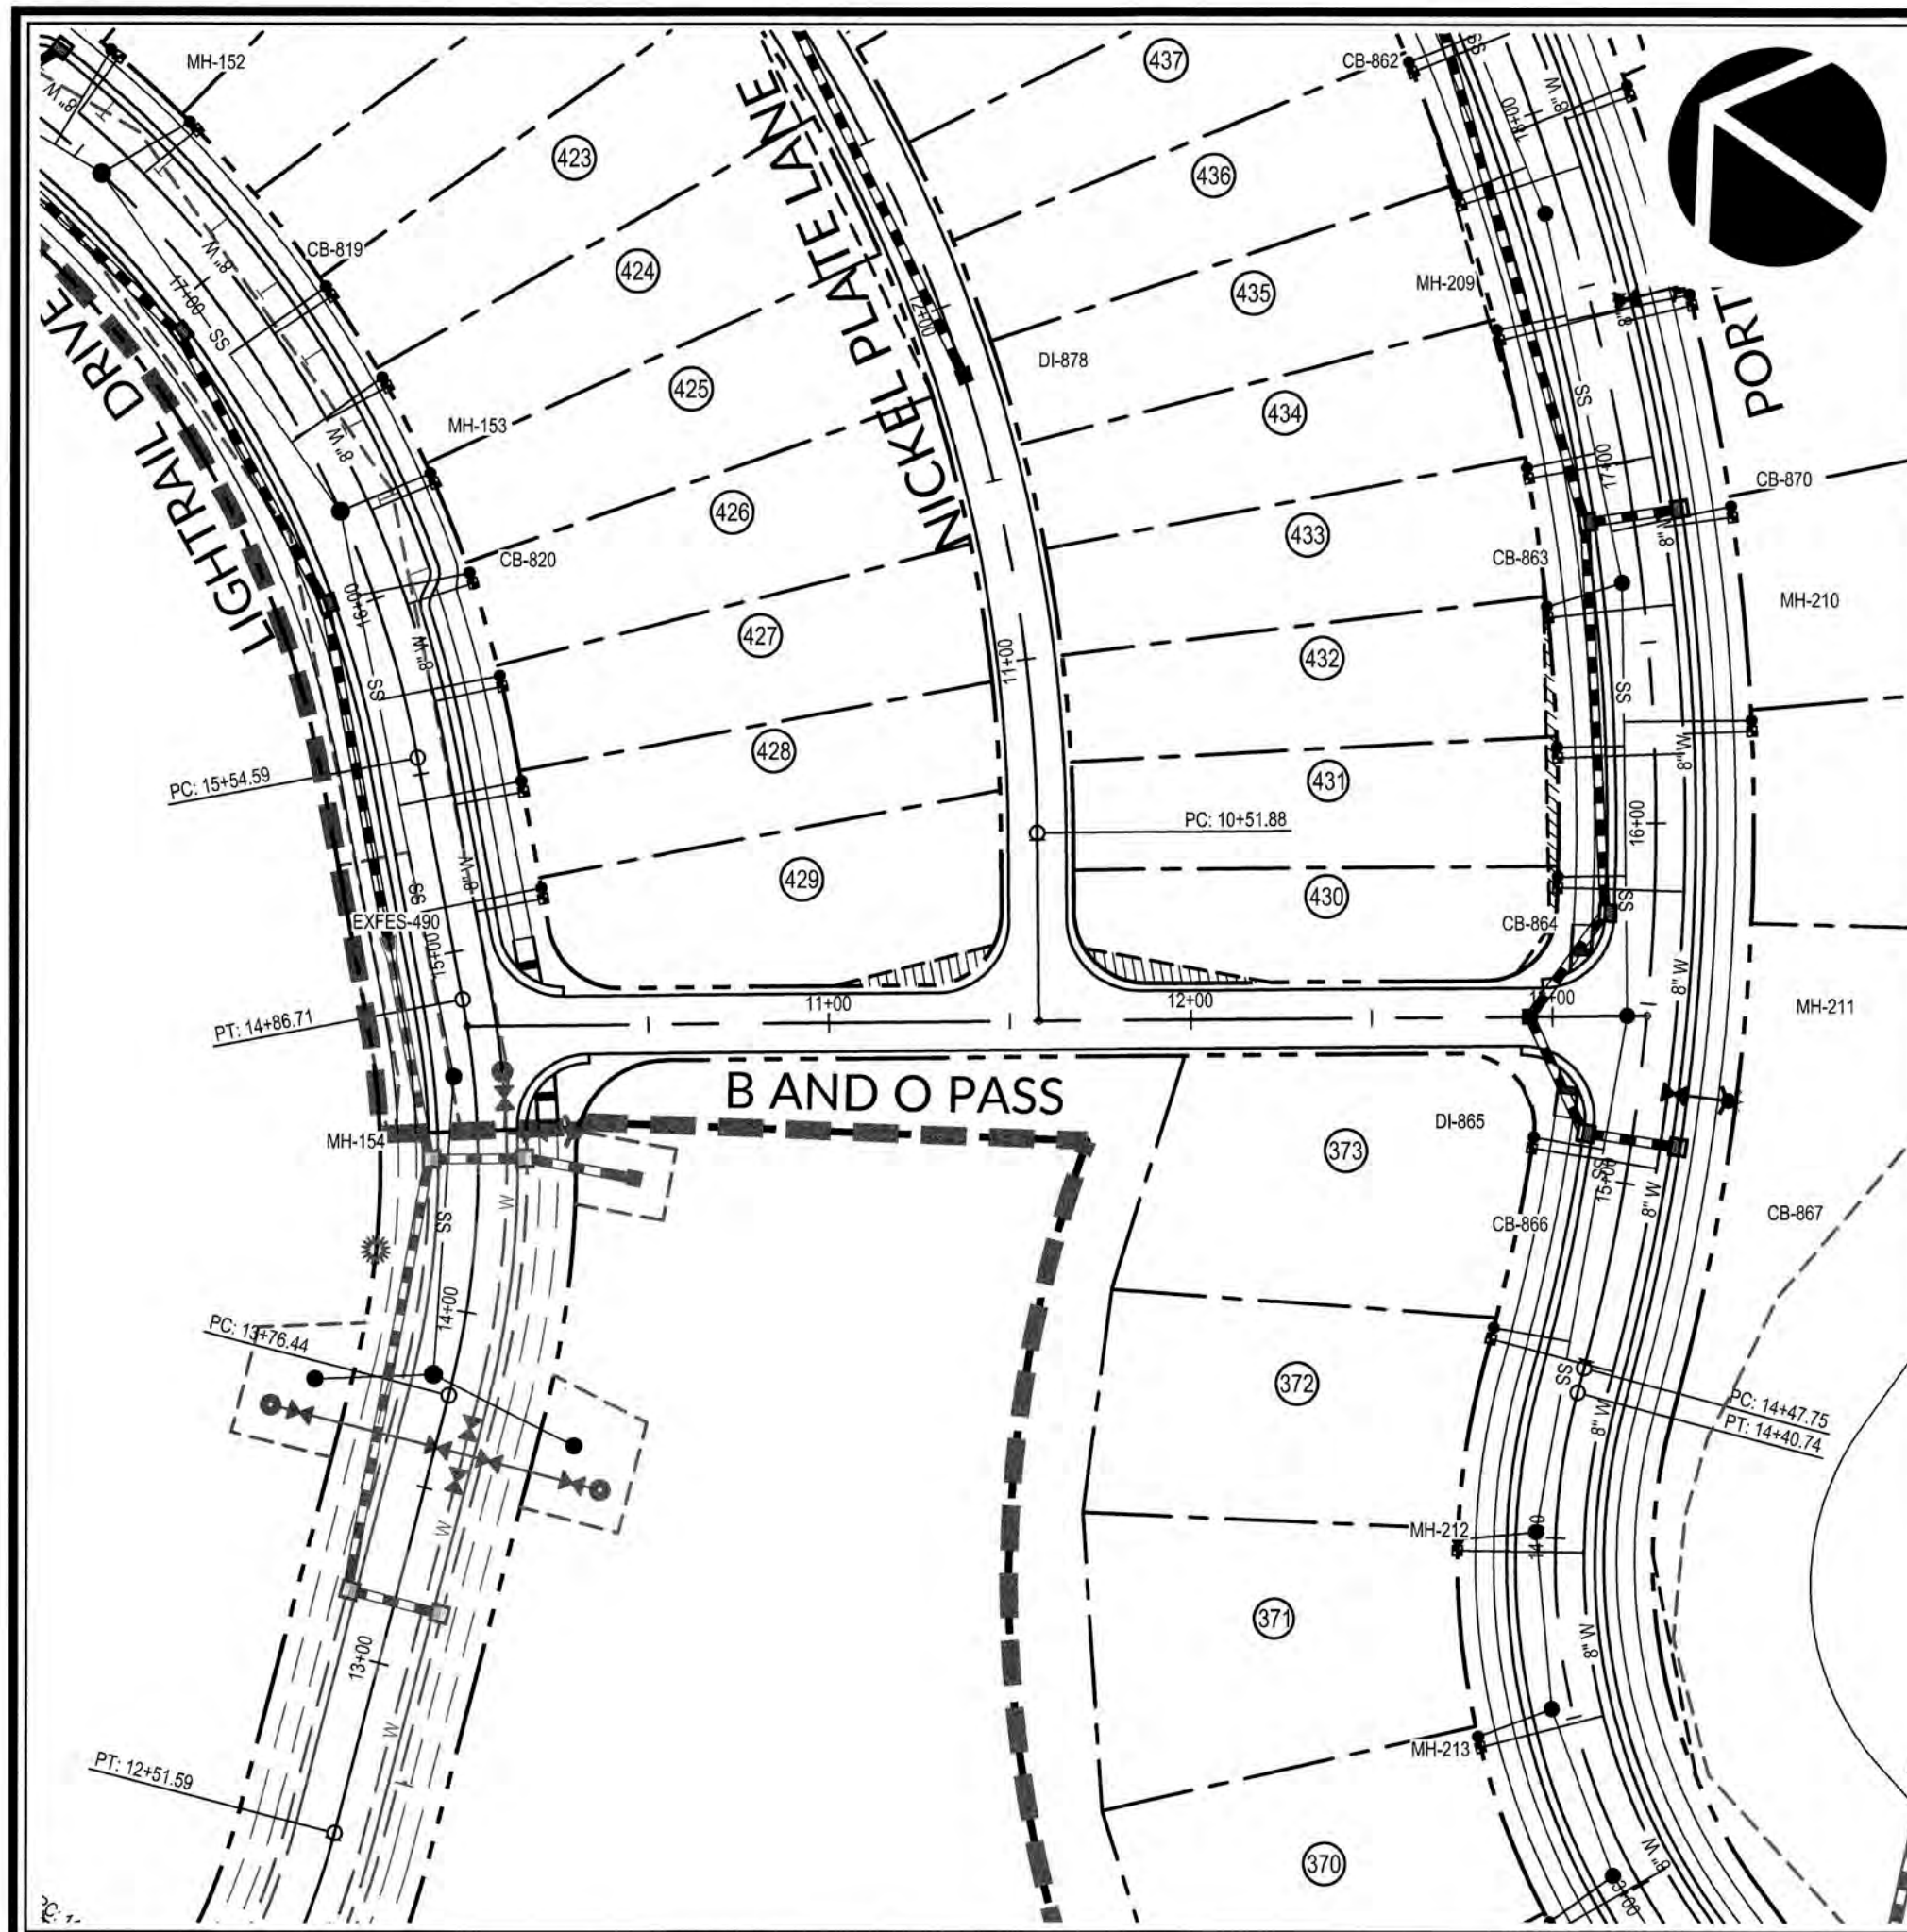 MH-152
8" W
SS
437
CB-862
8" W
18+00
423
436
NICKEL PLAITE LANE
CB-819
8" W
424
17+00
SS
435
12+00
MH-209
8"W
PORT
LIGHTRAIL DRIVE
425
DI-878
SS
434
MH-153
8" W
17+00
CB-870
426
433
8"W
CB-820
CB-863
16+00
427
MH-210
8" W
11+00
432
SS
SS
428
8"W
PC: 15+54.59
431
PC: 10+51.88
16+00
8" W
429
SS
430
SS
EXFES-490
CB-864
15+00
8" W
11+00
12+00
PT: 14+86.71
MH-211
B AND O PASS
MH-154
373
DI-865
SS
15+00
8" W
W
SS
CB-866
CB-867
14+00
PC: 13+76.44
372
SS
PC: 14+47.75
8" W
PT: 14+40.74
W
MH-212
371
8" W
13+00
W
MH-213
PT: 12+51.59
370
8" W